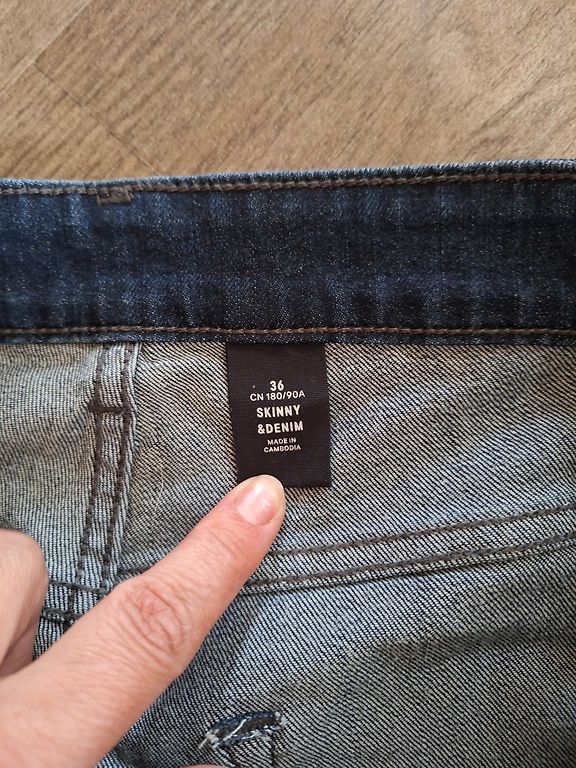 36
CN 180/90A
SKINNY
&DENIM
MADE IN
CAMBODIA